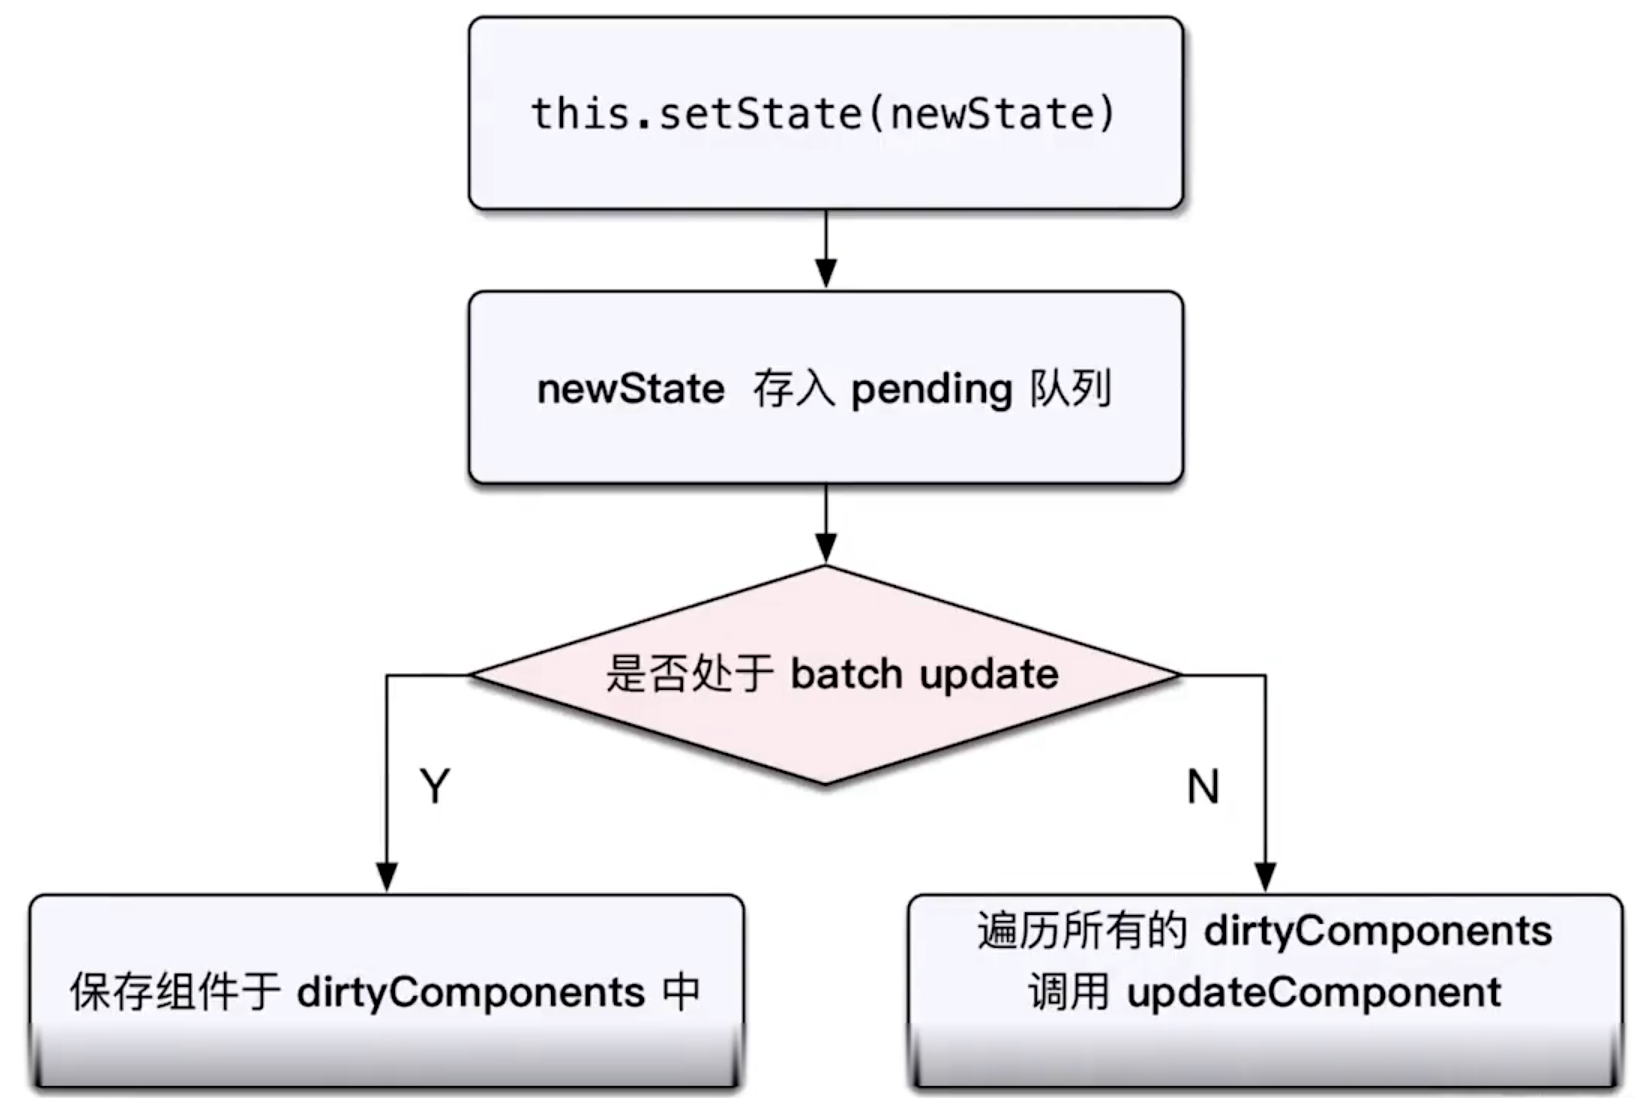 this.setState(newState)
newState 存入 pending 队列
是否处于 batch update
Y
N
保存组件于 dirtyComponents 中
遍历所有的 dirtyComponents
调用 updateComponent